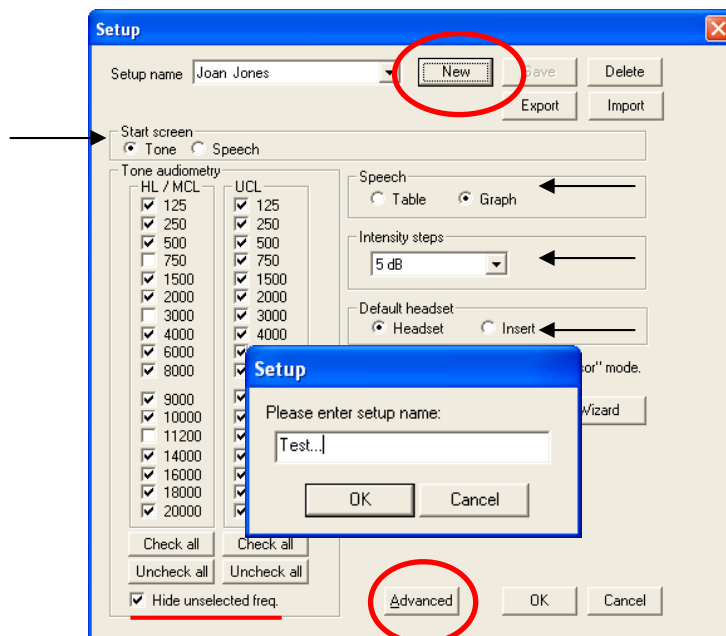 Setup
Setup name Joan Jones New Save Delete
Export Import
Start screen
Tone Speech
Tone audiometry
HL / MCL UCL
125 125
250 250
500 500
750 750
1500 1500
2000 2000
3000 3000
4000 4000
6000
8000
9000
10000
11200
14000
16000
18000
20000
Check all Check all
Uncheck all Uncheck all
Hide unselected freq.
Speech
Table Graph
Intensity steps
5 dB
Default headset
Headset Insert
mode.
Wizard
Setup
Please enter setup name:
Test...
OK Cancel
Advanced OK Cancel